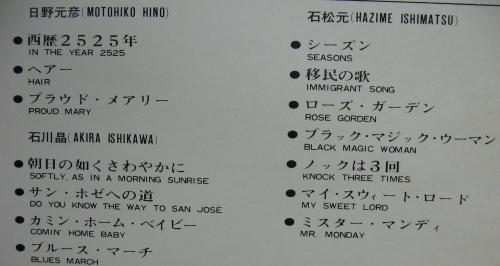 日野元彦(MOTOHIKO HINO)
● 西暦2525年
IN THE YEAR 2525
● ヘアー
HAIR
● プラウド・メアリー
PROUD MARY
石川晶(AKIRA ISHIKAWA)
● 朝日の如くさわやかに
SOFTLY, AS IN A MORNING SUNRISE
● サン・ホゼへの道
DO YOU KNOW THE WAY TO SAN JOSE
● カミン・ホーム・ベイビー
COMIN' HOME BABY
● ブルース・マーチ
BLUES MARCH
石松元(HAZIME ISHIMATSU)
● シーズン
SEASONS
● 移民の歌
IMMIGRANT SONG
● ローズ・ガーデン
ROSE GORDEN
● ブラック・マジック・ウーマン
BLACK MAGIC WOMAN
● ノックは3回
KNOCK THREE TIMES
● マイ・スウィート・ロード
MY SWEET LORD
● ミスター・マンディ
MR. MONDAY